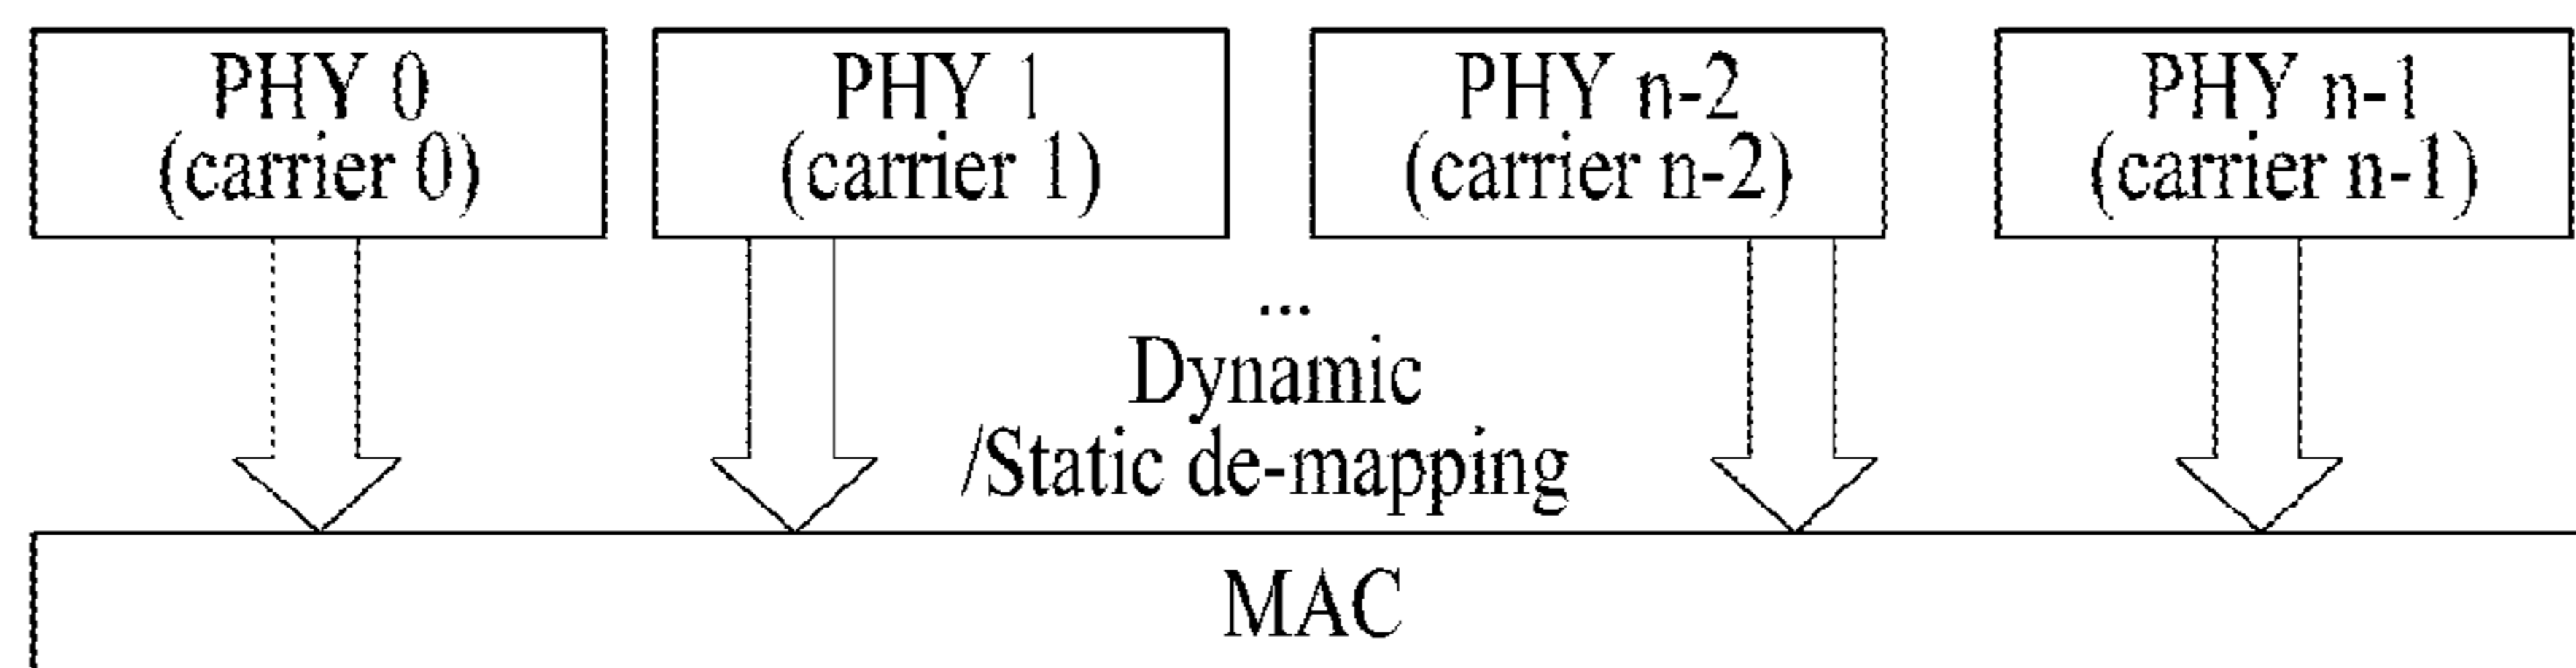 PHY 0
(carrier 0)
PHY 1
(carrier 1)
PHY n-2
(carrier n-2)
PHY n-1
(carrier n-1)
...
Dynamic
/Static de-mapping
MAC